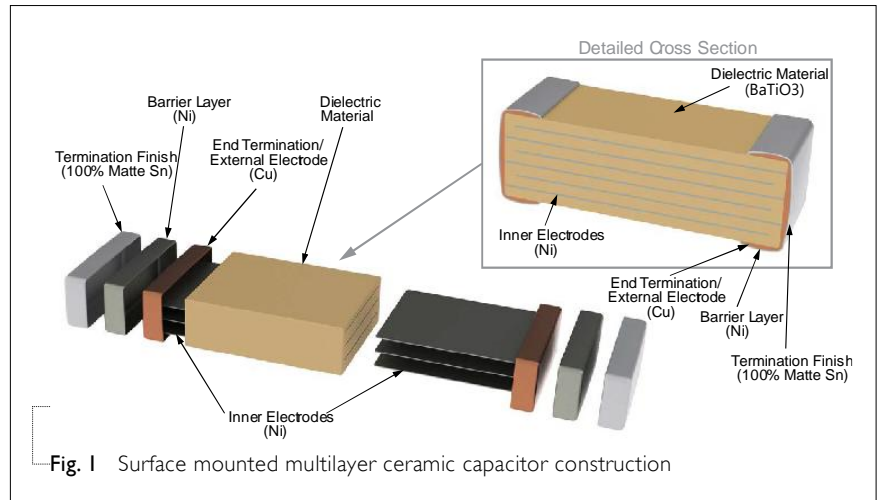 Detailed Cross Section
Dielectric Material
(BaTiO3)
Barrier Layer
(Ni)
Dielectric
Material
Termination Finish
(100% Matte Sn)
End Termination/
External Electrode
(Cu)
Inner Electrodes
(Ni)
End Termination/
External Electrode
(Cu)
Barrier Layer
(Ni)
Termination Finish
(100% Matte Sn)
Inner Electrodes
(Ni)
Fig. 1 Surface mounted multilayer ceramic capacitor construction